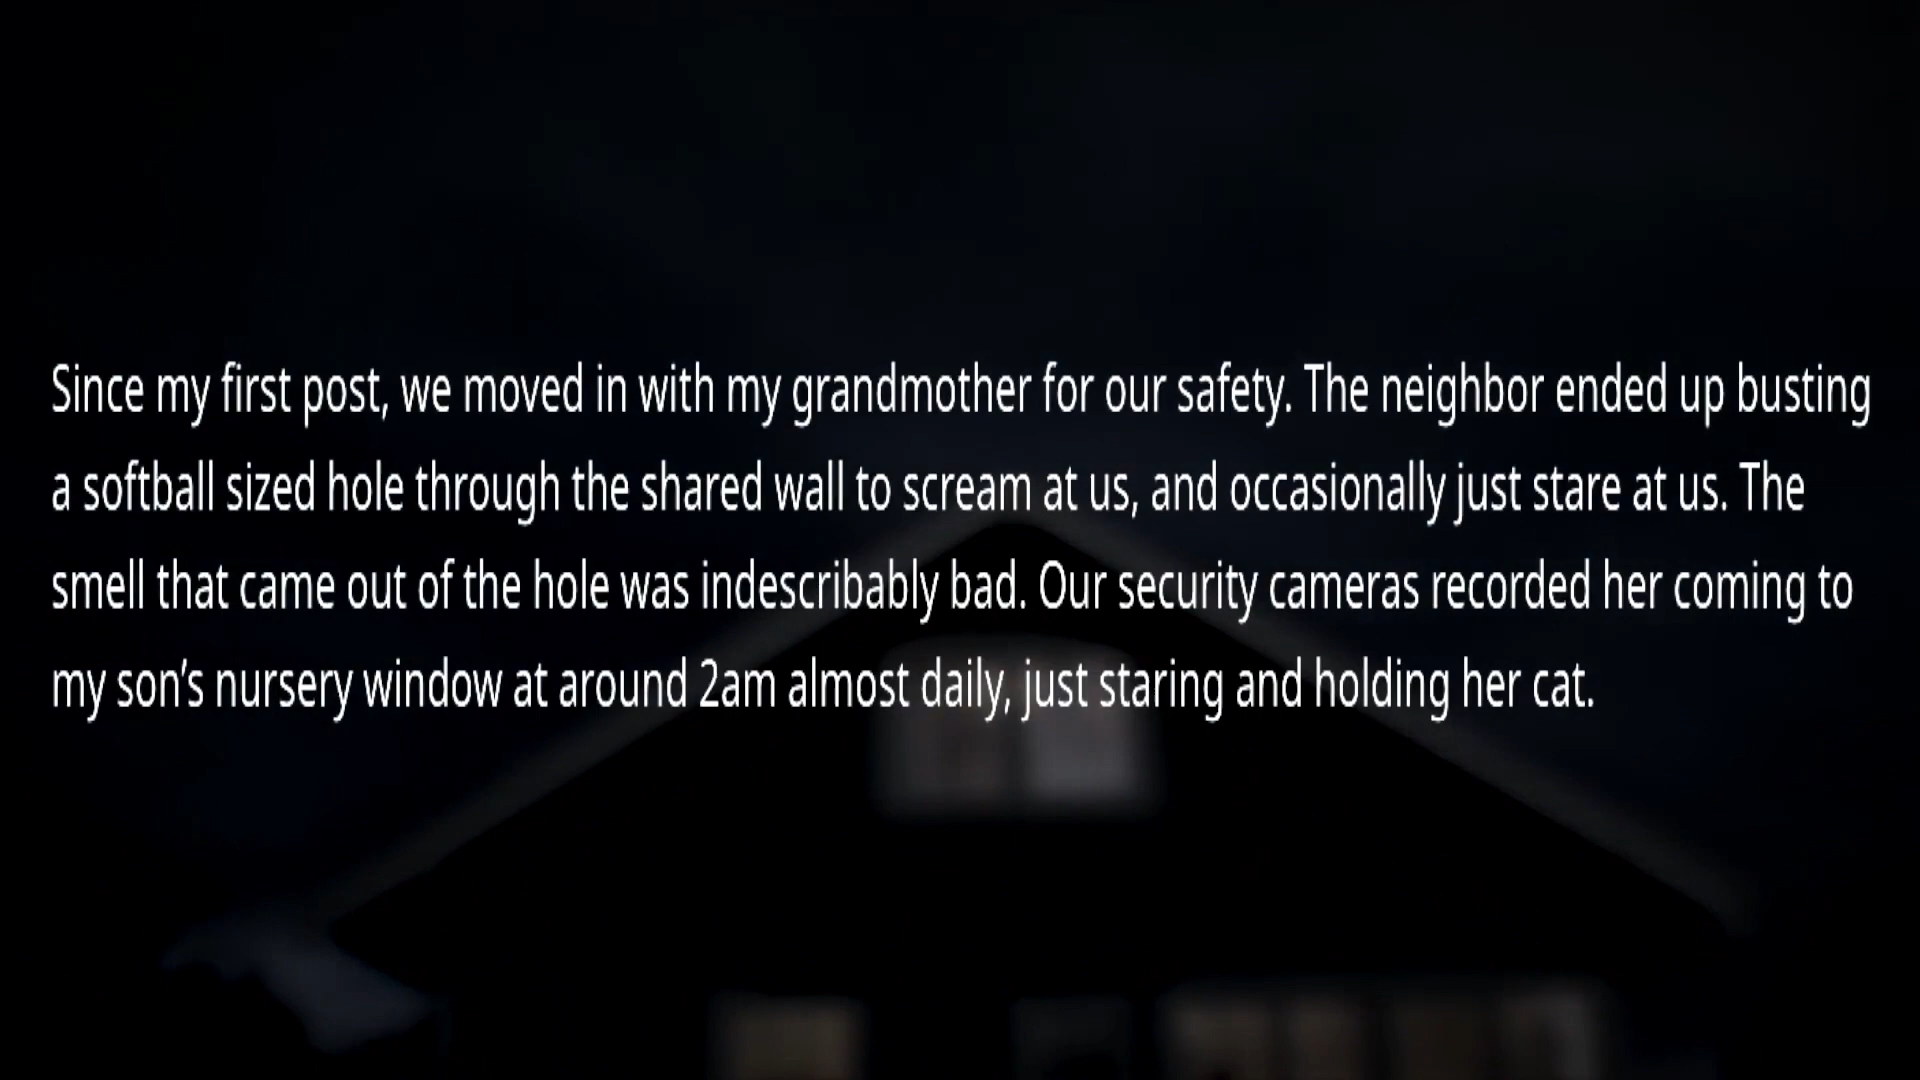 Since my first post, we moved in with my grandmother for our safety. The neighbor ended up busting
a softball sized hole through the shared wall to scream at us, and occasionally just stare at us. The
smell that came out of the hole was indescribably bad. Our security cameras recorded her coming to
my son’s nursery window at around 2am almost daily, just staring and holding her cat.